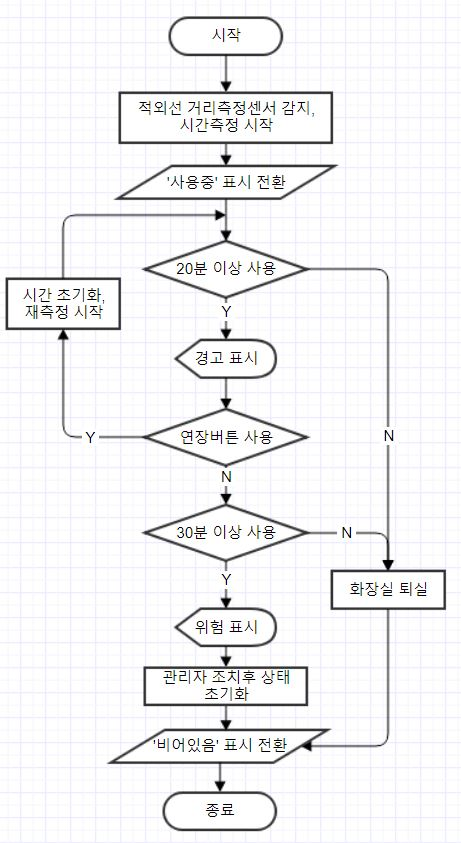 시작
적외선 거리측정센서 감지,
시간측정 시작
'사용중' 표시 전환
20분 이상 사용
시간 초기화,
재측정 시작
Y
경고 표시
연장버튼 사용
Y
N
N
30분 이상 사용
N
Y
화장실 퇴실
위험 표시
관리자 조치후 상태
초기화
'비어있음' 표시 전환
종료